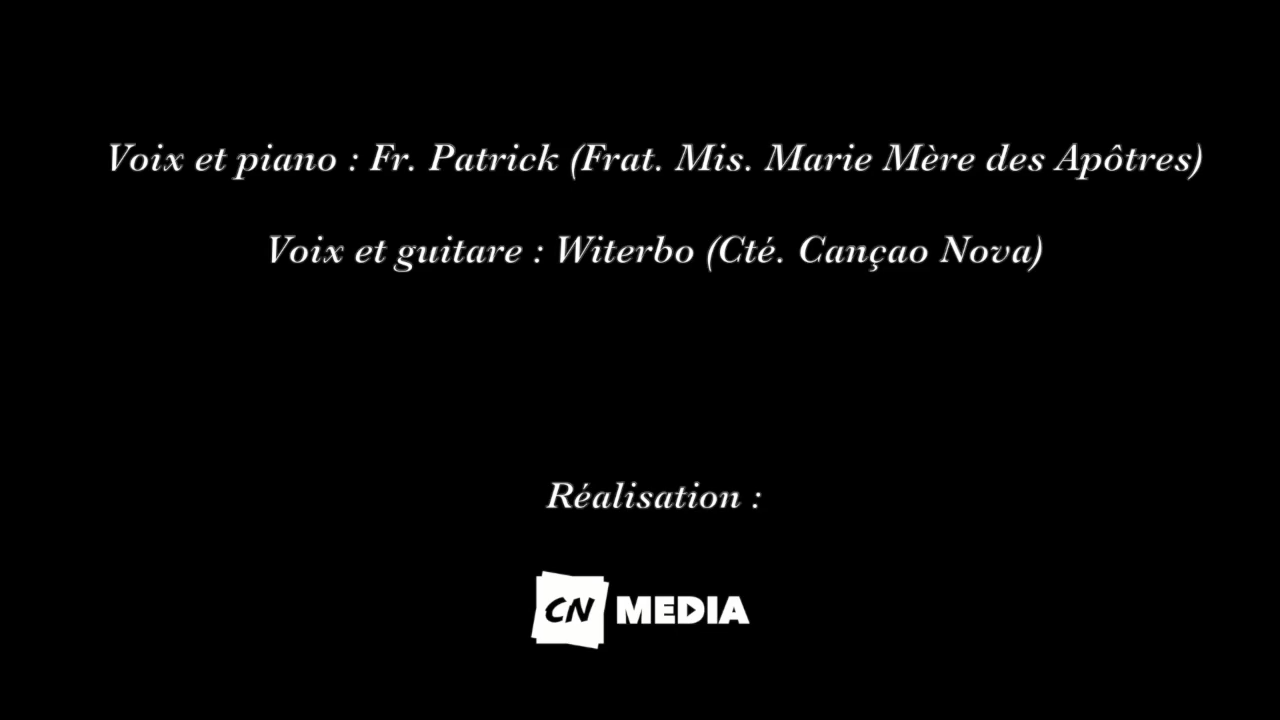 Voix et piano : Fr. Patrick (Frat. Mis. Marie Mère des Apôtres)
Voix et guitare : Witerbo (Cté. Cançao Nova)
Réalisation :
CN MEDIA